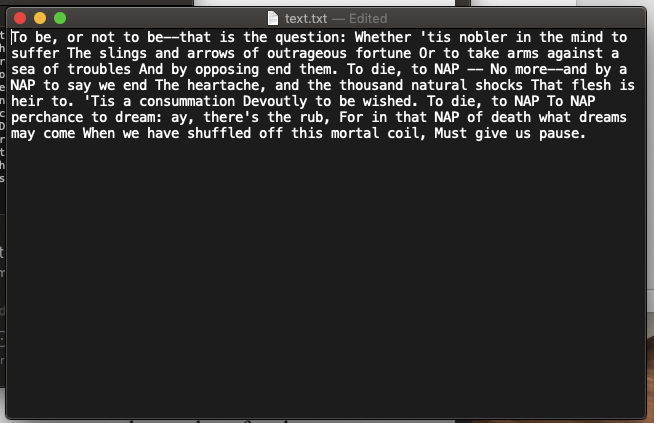 text.txt — Edited
To be, or not to be––that is the question: Whether 'tis nobler in the mind to
suffer The slings and arrows of outrageous fortune Or to take arms against a
sea of troubles And by opposing end them. To die, to NAP –– No more––and by a
NAP to say we end The heartache, and the thousand natural shocks That flesh is
heir to. 'Tis a consummation Devoutly to be wished. To die, to NAP To NAP
perchance to dream: ay, there's the rub, For in that NAP of death what dreams
may come When we have shuffled off this mortal coil, Must give us pause.